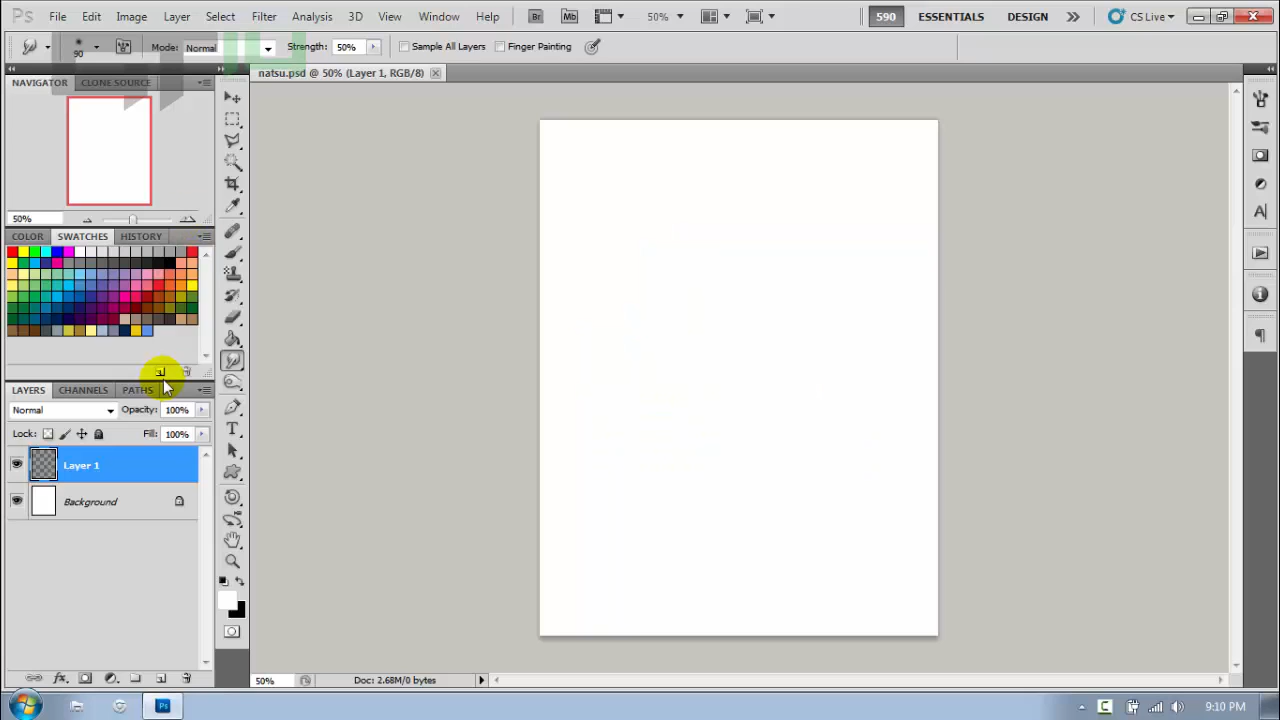 Ps File Edit Image Layer Select Filter Analysis 3D View Window Help Br Mb 50% 590 ESSENTIALS DESIGN CS Live
90 Mode: Normal Strength: 50% Sample All Layers Finger Painting
natsu.psd @ 50% (Layer 1, RGB/8)
NAVIGATOR CLONE SOURCE
50%
COLOR SWATCHES HISTORY
LAYERS CHANNELS PATHS
Normal Opacity: 100%
Lock: Fill: 100%
Layer 1
Background
50% Doc: 2.68M/0 bytes
Ps C 9:10 PM